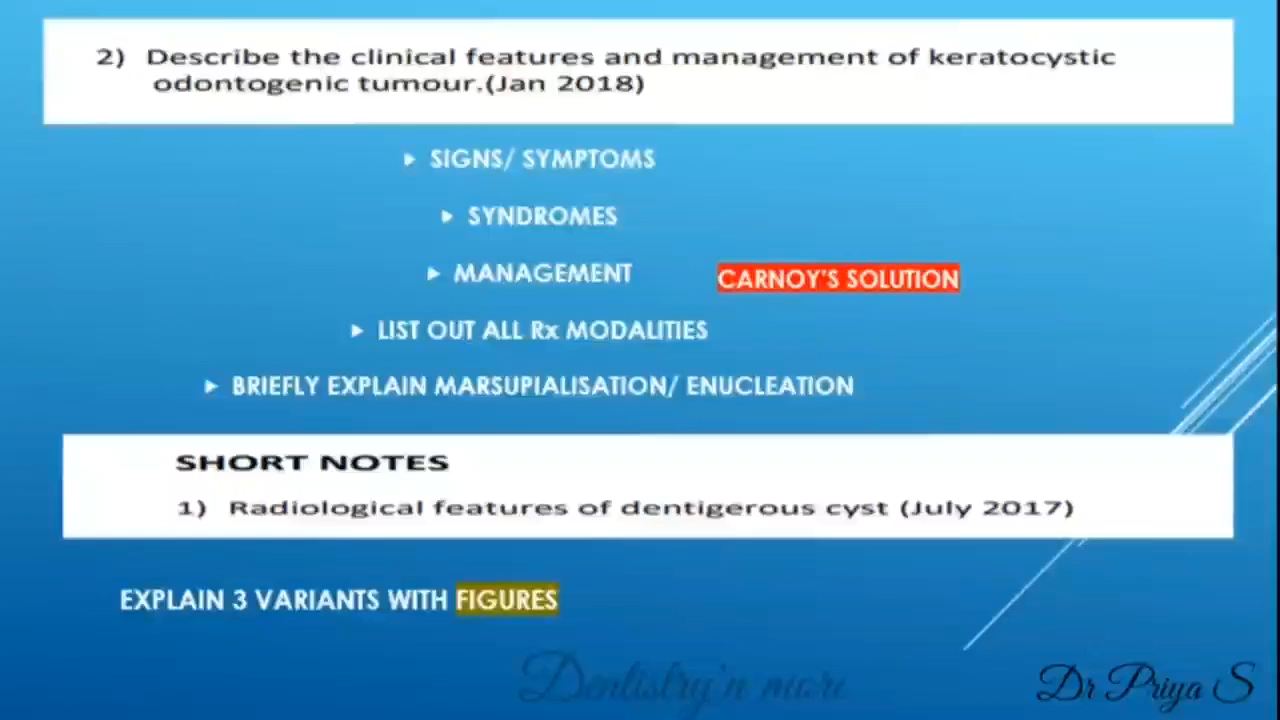 2) Describe the clinical features and management of keratocystic
odontogenic tumour.(Jan 2018)
SIGNS/ SYMPTOMS
SYNDROMES
MANAGEMENT CARNOY'S SOLUTION
LIST OUT ALL Rx MODALITIES
BRIEFLY EXPLAIN MARSUPIALISATION/ ENUCLEATION
SHORT NOTES
1) Radiological features of dentigerous cyst (July 2017)
EXPLAIN 3 VARIANTS WITH FIGURES
Dentistry'n more
Dr Priya S